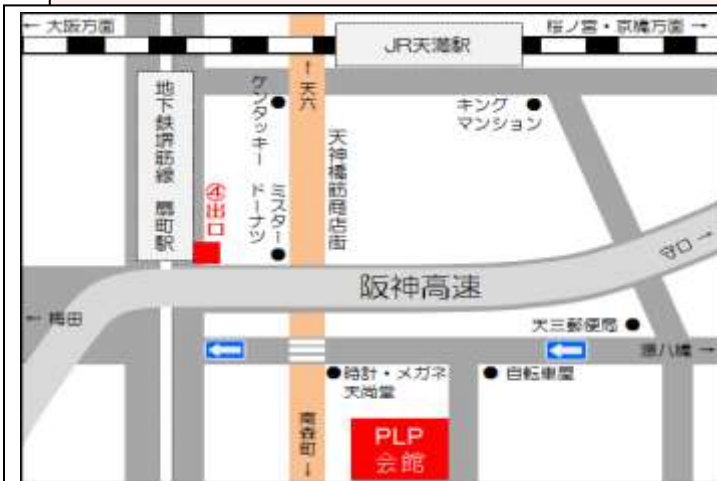 ← 大阪方面
桜ノ宮・京橋方面 →
JR天満駅
地下鉄堺筋線 扇町駅
④出口
ケンタッキー
ミスター
ドーナツ
↑天六
天神橋筋商店街
キング
マンション
阪神高速
← 梅田
天三郵便局
源八橋 →
時計・メガネ
天尚堂
自転車屋
南森町↓
PLP
会館